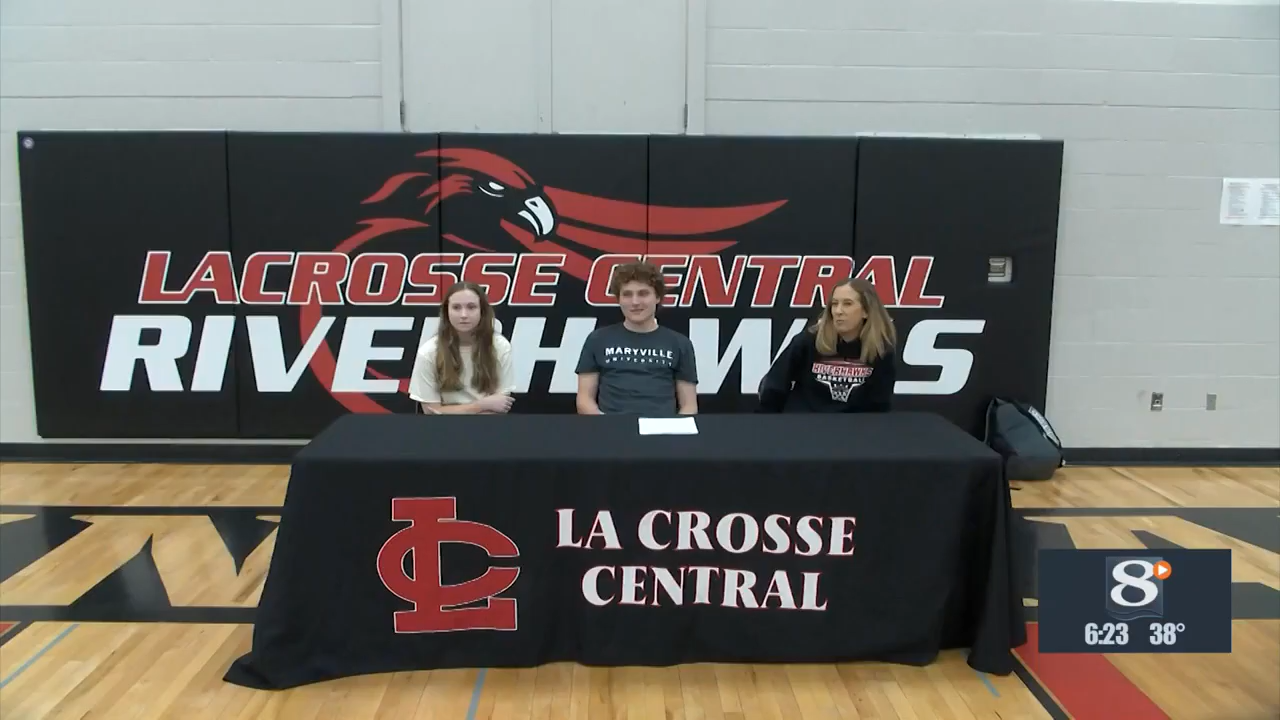 LACROSSE CENTRAL
RIVERHAWKS
MARYVILLE
UNIVERSITY
RIVERHAWKS
BASKETBALL
LC
LA CROSSE
CENTRAL
8
6:23 38°